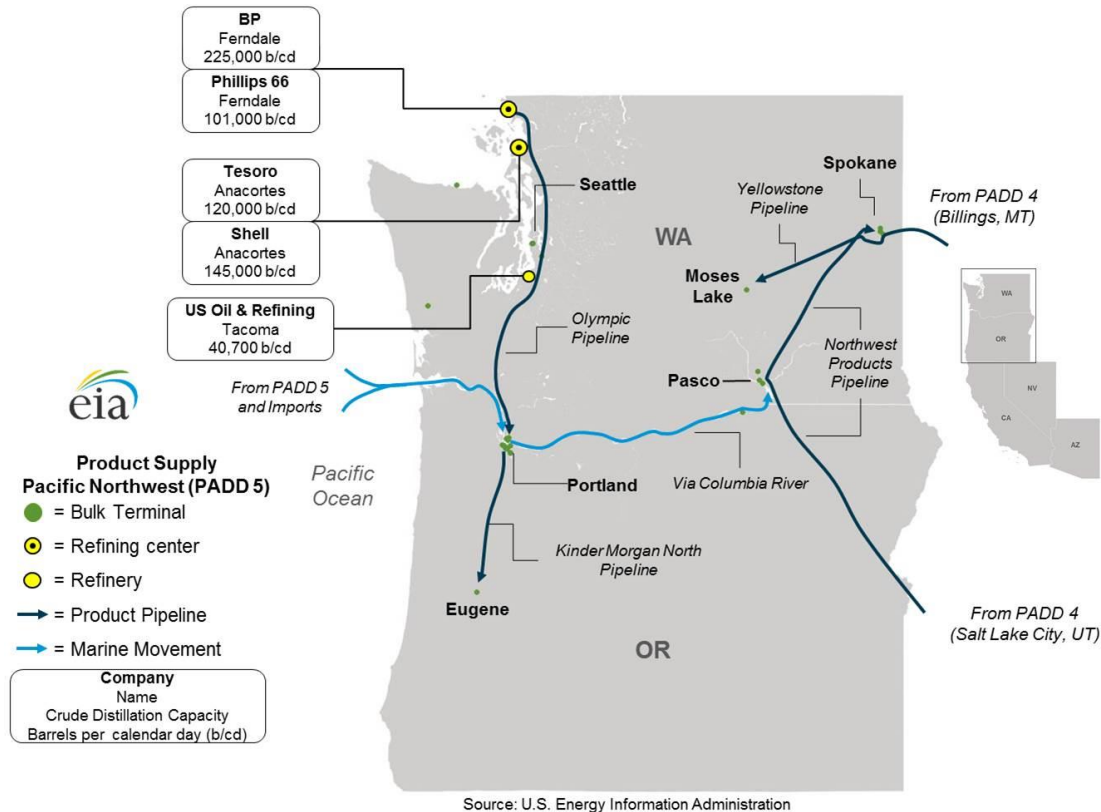 BP
Ferndale
225,000 b/cd
Phillips 66
Ferndale
101,000 b/cd
Tesoro
Anacortes
120,000 b/cd
Shell
Anacortes
145,000 b/cd
US Oil & Refining
Tacoma
40,700 b/cd
From PADD 5
and Imports
Seattle
WA
Spokane
Yellowstone
Pipeline
From PADD 4
(Billings, MT)
Moses
Lake
Olympic
Pipeline
Northwest
Products
Pipeline
Pasco
Portland
Via Columbia River
Pacific
Ocean
Kinder Morgan North
Pipeline
Eugene
OR
From PADD 4
(Salt Lake City, UT)
WA
OR
NV
CA
AZ
eia
Product Supply
Pacific Northwest (PADD 5)
= Bulk Terminal
= Refining center
= Refinery
= Product Pipeline
= Marine Movement
Company
Name
Crude Distillation Capacity
Barrels per calendar day (b/cd)
Source: U.S. Energy Information Administration